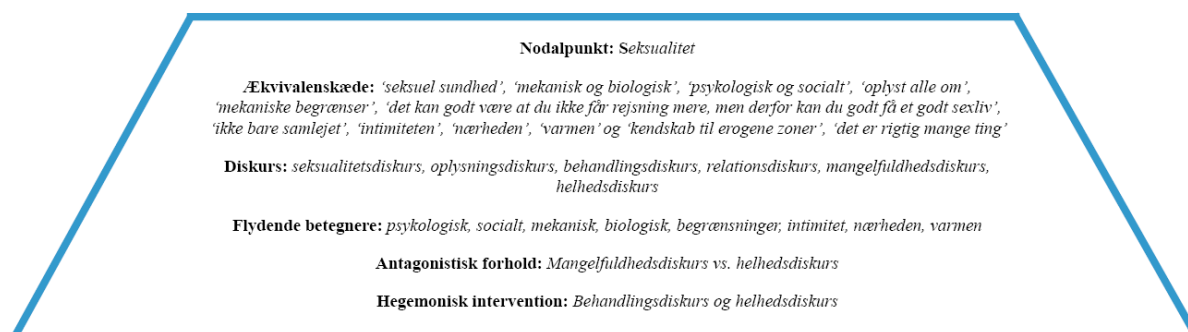 Nodalpunkt: Seksualitet
Ækvivalenskæde: ‘seksuel sundhed’, ‘mekanisk og biologisk’, ‘psykologisk og socialt’, ‘oplyst alle om’,
‘mekaniske begrænser’, ‘det kan godt være at du ikke får rejsning mere, men derfor kan du godt få et godt sexliv’,
‘ikke bare samlejet’, ‘intimiteten’, ‘nærheden’, ‘varmen’ og ‘kendskab til erogene zoner’, ‘det er rigtig mange ting’
Diskurs: seksualitetsdiskurs, oplysningsdiskurs, behandlingsdiskurs, relationsdiskurs, mangelfuldhedsdiskurs,
helhedsdiskurs
Flydende betegnere: psykologisk, socialt, mekanisk, biologisk, begrænsninger, intimitet, nærheden, varmen
Antagonistisk forhold: Mangelfuldhedsdiskurs vs. helhedsdiskurs
Hegemonisk intervention: Behandlingsdiskurs og helhedsdiskurs